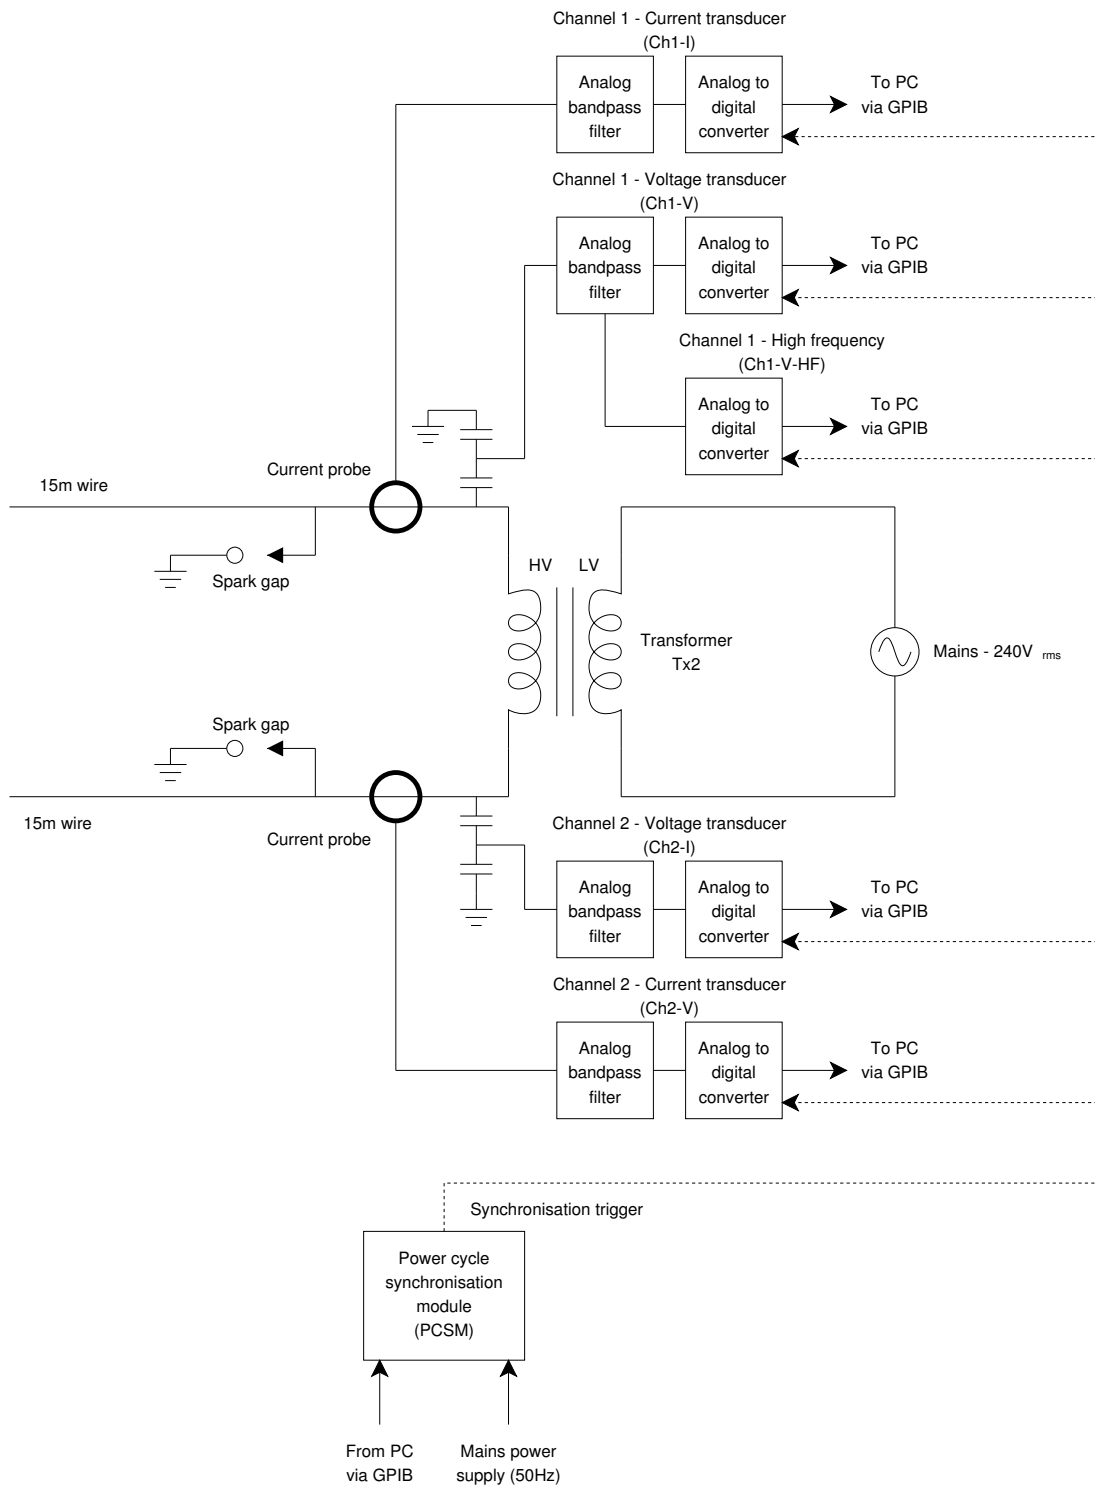 Channel 1 - Current transducer
(Ch1-I)
Analog
bandpass
filter
Analog to
digital
converter
To PC
via GPIB
Channel 1 - Voltage transducer
(Ch1-V)
Analog
bandpass
filter
Analog to
digital
converter
To PC
via GPIB
Channel 1 - High frequency
(Ch1-V-HF)
Analog to
digital
converter
To PC
via GPIB
Current probe
15m wire
Spark gap
HV
LV
Transformer
Tx2
Mains - 240V rms
Spark gap
15m wire
Current probe
Channel 2 - Voltage transducer
(Ch2-I)
Analog
bandpass
filter
Analog to
digital
converter
To PC
via GPIB
Channel 2 - Current transducer
(Ch2-V)
Analog
bandpass
filter
Analog to
digital
converter
To PC
via GPIB
Synchronisation trigger
Power cycle
synchronisation
module
(PCSM)
From PC
via GPIB
Mains power
supply (50Hz)